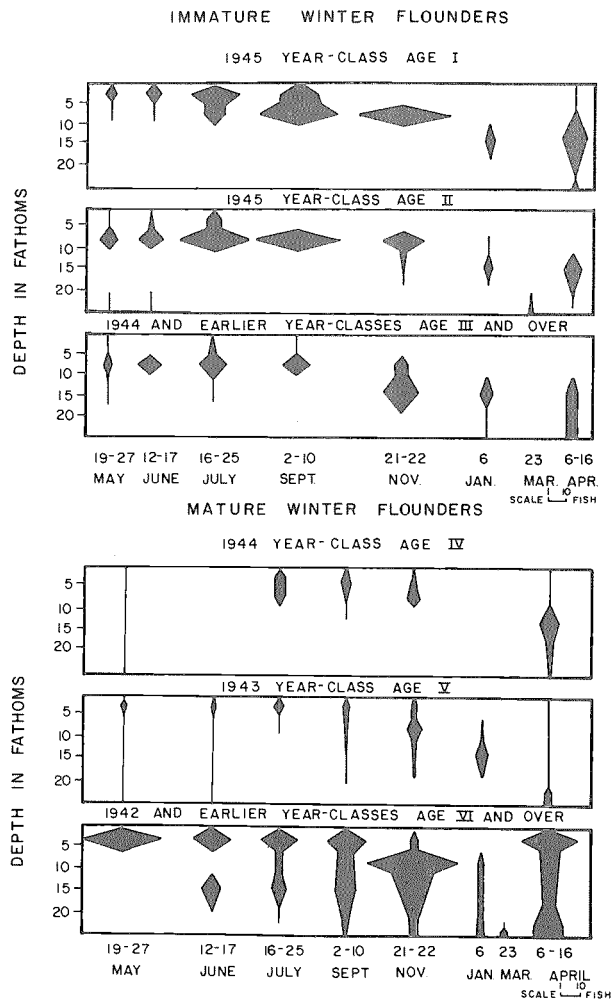 IMMATURE WINTER FLOUNDERS
1945 YEAR-CLASS AGE I
5
10
15
20
1945 YEAR-CLASS AGE II
5
10
15
20
1944 AND EARLIER YEAR-CLASSES AGE III AND OVER
5
10
15
20
DEPTH IN FATHOMS
19-27 12-17 16-25 2-10 21-22 6 23 6-16
MAY JUNE JULY SEPT. NOV. JAN. MAR. APR.
SCALE 1 10 FISH
MATURE WINTER FLOUNDERS
1944 YEAR-CLASS AGE IV
5
10
15
20
1943 YEAR-CLASS AGE V
5
10
15
20
1942 AND EARLIER YEAR-CLASSES AGE VI AND OVER
5
10
15
20
DEPTH IN FATHOMS
19-27 12-17 16-25 2-10 21-22 6 23 6-16
MAY JUNE JULY SEPT NOV. JAN MAR. APRIL
SCALE 1 10 FISH